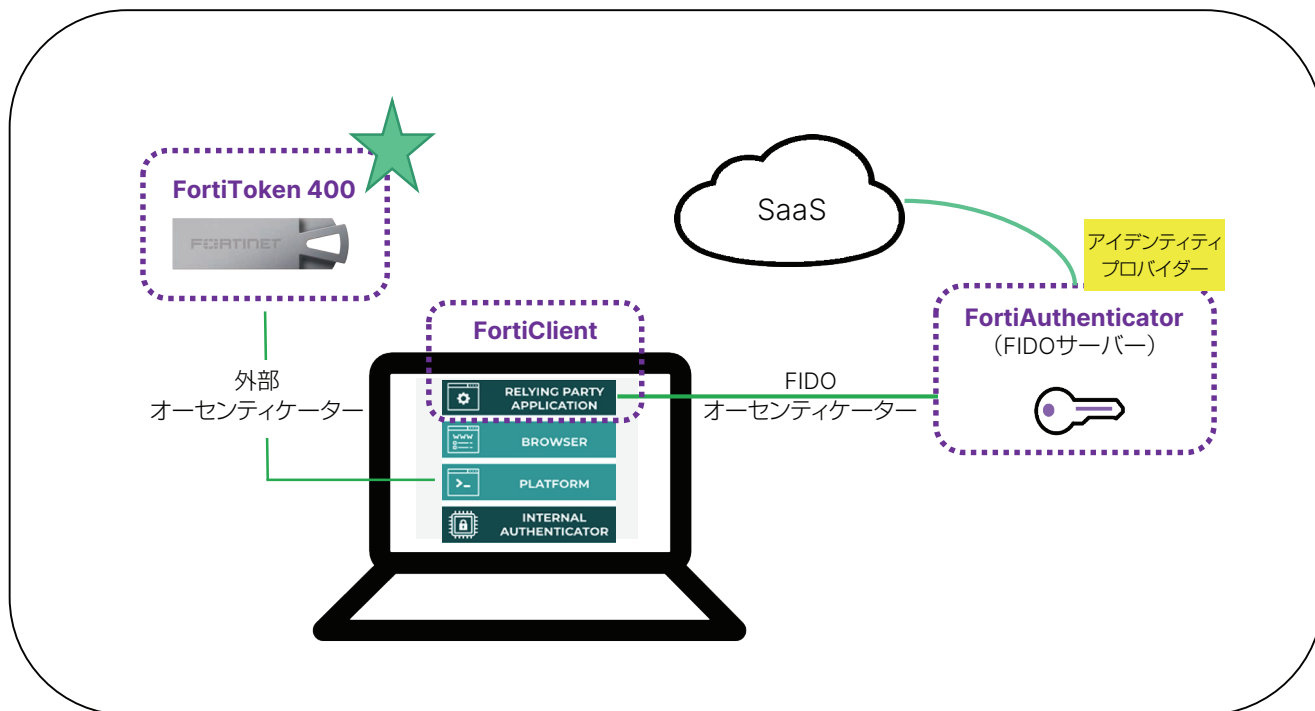 FortiToken 400
FORTINET
外部
オーセンティケーター
FortiClient
RELYING PARTY
APPLICATION
WWW
BROWSER
PLATFORM
INTERNAL
AUTHENTICATOR
SaaS
FIDO
オーセンティケーター
アイデンティティ
プロバイダー
FortiAuthenticator
（FIDOサーバー）